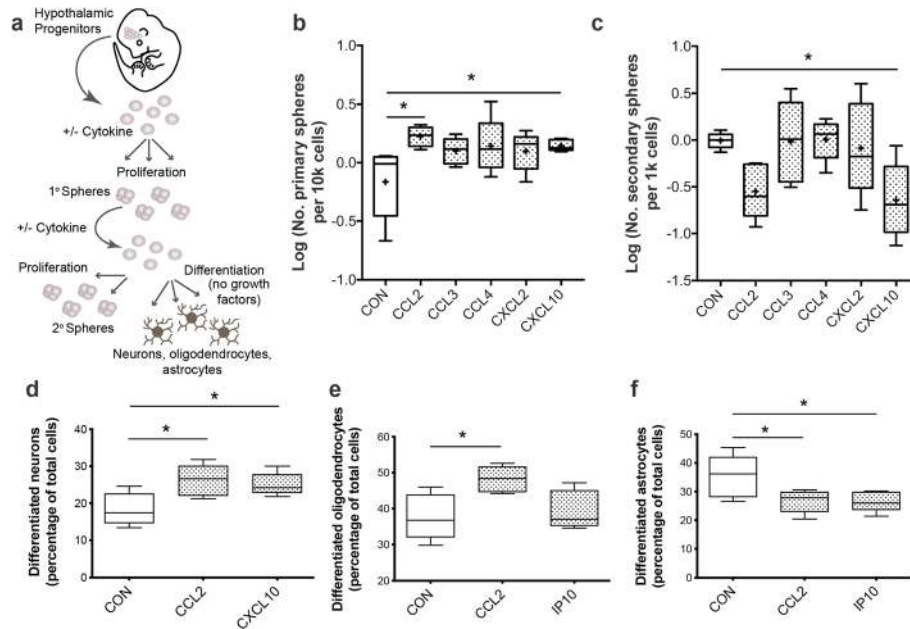 a
Hypothalamic
Progenitors
+/- Cytokine
Proliferation
1º Spheres
+/- Cytokine
Proliferation
Differentiation
(no growth
factors)
2º Spheres
Neurons, oligodendrocytes,
astrocytes
b
Log (No. primary spheres
per 10k cells)
1.0
0.5
0.0
-0.5
-1.0
*
*
CON
CCL2
CCL3
CCL4
CXCL2
CXCL10
c
Log (No. secondary spheres
per 1k cells)
1.0
0.5
0.0
-0.5
-1.0
-1.5
*
CON
CCL2
CCL3
CCL4
CXCL2
CXCL10
d
Differentiated neurons
(percentage of total cells)
50
40
30
20
10
0
*
*
CON
CCL2
CXCL10
e
Differentiated oligodendrocytes
(percentage of total cells)
60
50
40
30
20
*
CON
CCL2
IP10
f
Differentiated astrocytes
(percentage of total cells)
50
40
30
20
10
0
*
*
CON
CCL2
IP10